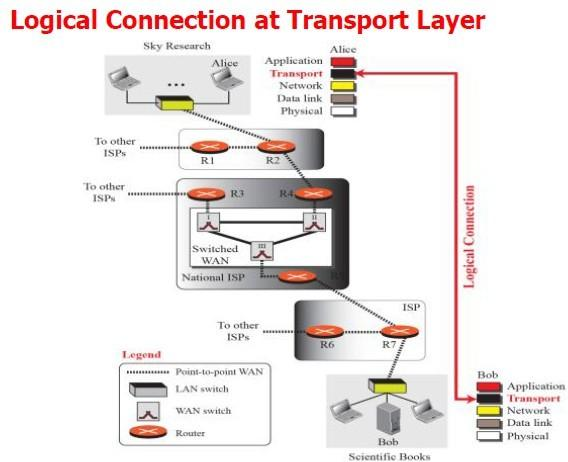 Logical Connection at Transport Layer
Sky Research
Alice
Alice
Application
Transport
Network
Data link
Physical
To other
ISPs
R1
R2
To other
ISPs
R3
R4
I
II
III
Switched
WAN
National ISP
R5
Logical Connection
ISP
To other
ISPs
R6
R7
Legend
Point-to-point WAN
LAN switch
WAN switch
Router
Bob
Scientific Books
Bob
Application
Transport
Network
Data link
Physical